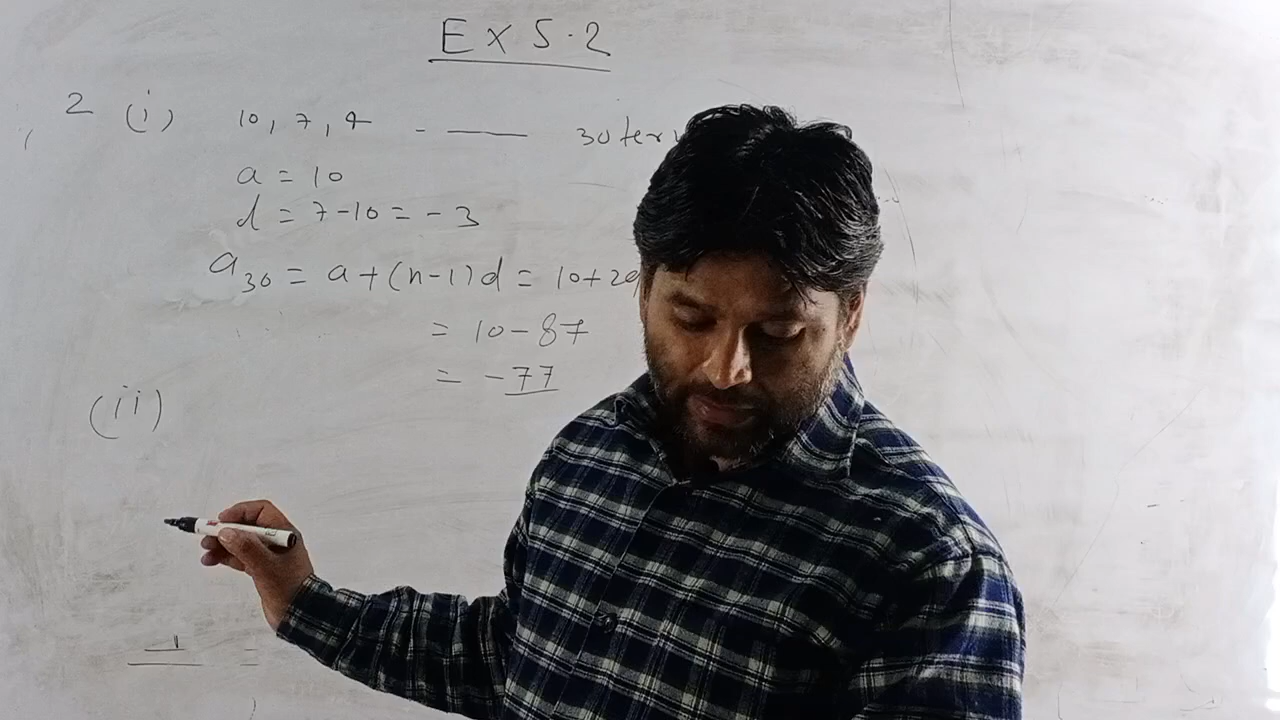 Ex 5.2
2 (i) 10, 7, 4 - —— 30 ter
a = 10
d = 7-10 = -3
a30 = a+(n-1)d = 10+29
= 10-87
= -77
(ii)